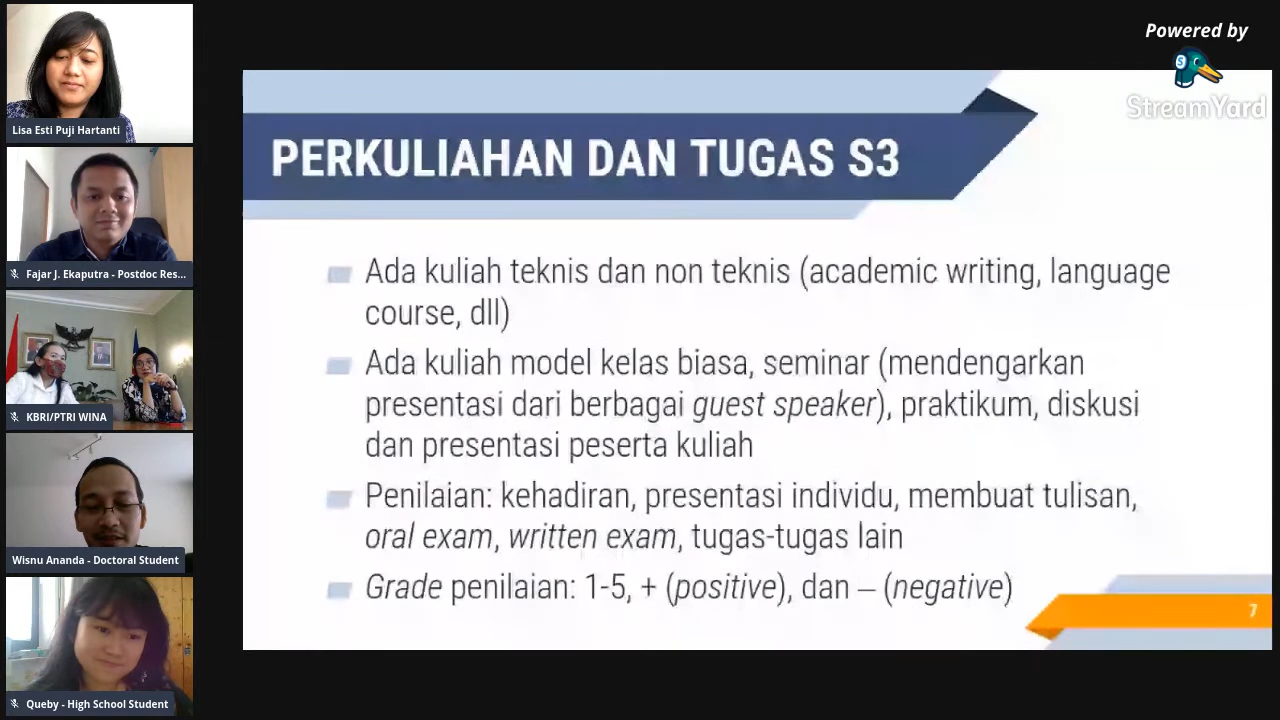 Lisa Esti Puji Hartanti
Fajar J. Ekaputra - Postdoc Res...
KBRI/PTRI WINA
Wisnu Ananda - Doctoral Student
Queby - High School Student
Powered by
StreamYard
PERKULIAHAN DAN TUGAS S3
Ada kuliah teknis dan non teknis (academic writing, language
course, dll)
Ada kuliah model kelas biasa, seminar (mendengarkan
presentasi dari berbagai guest speaker), praktikum, diskusi
dan presentasi peserta kuliah
Penilaian: kehadiran, presentasi individu, membuat tulisan,
oral exam, written exam, tugas-tugas lain
Grade penilaian: 1-5, + (positive), dan – (negative)
7